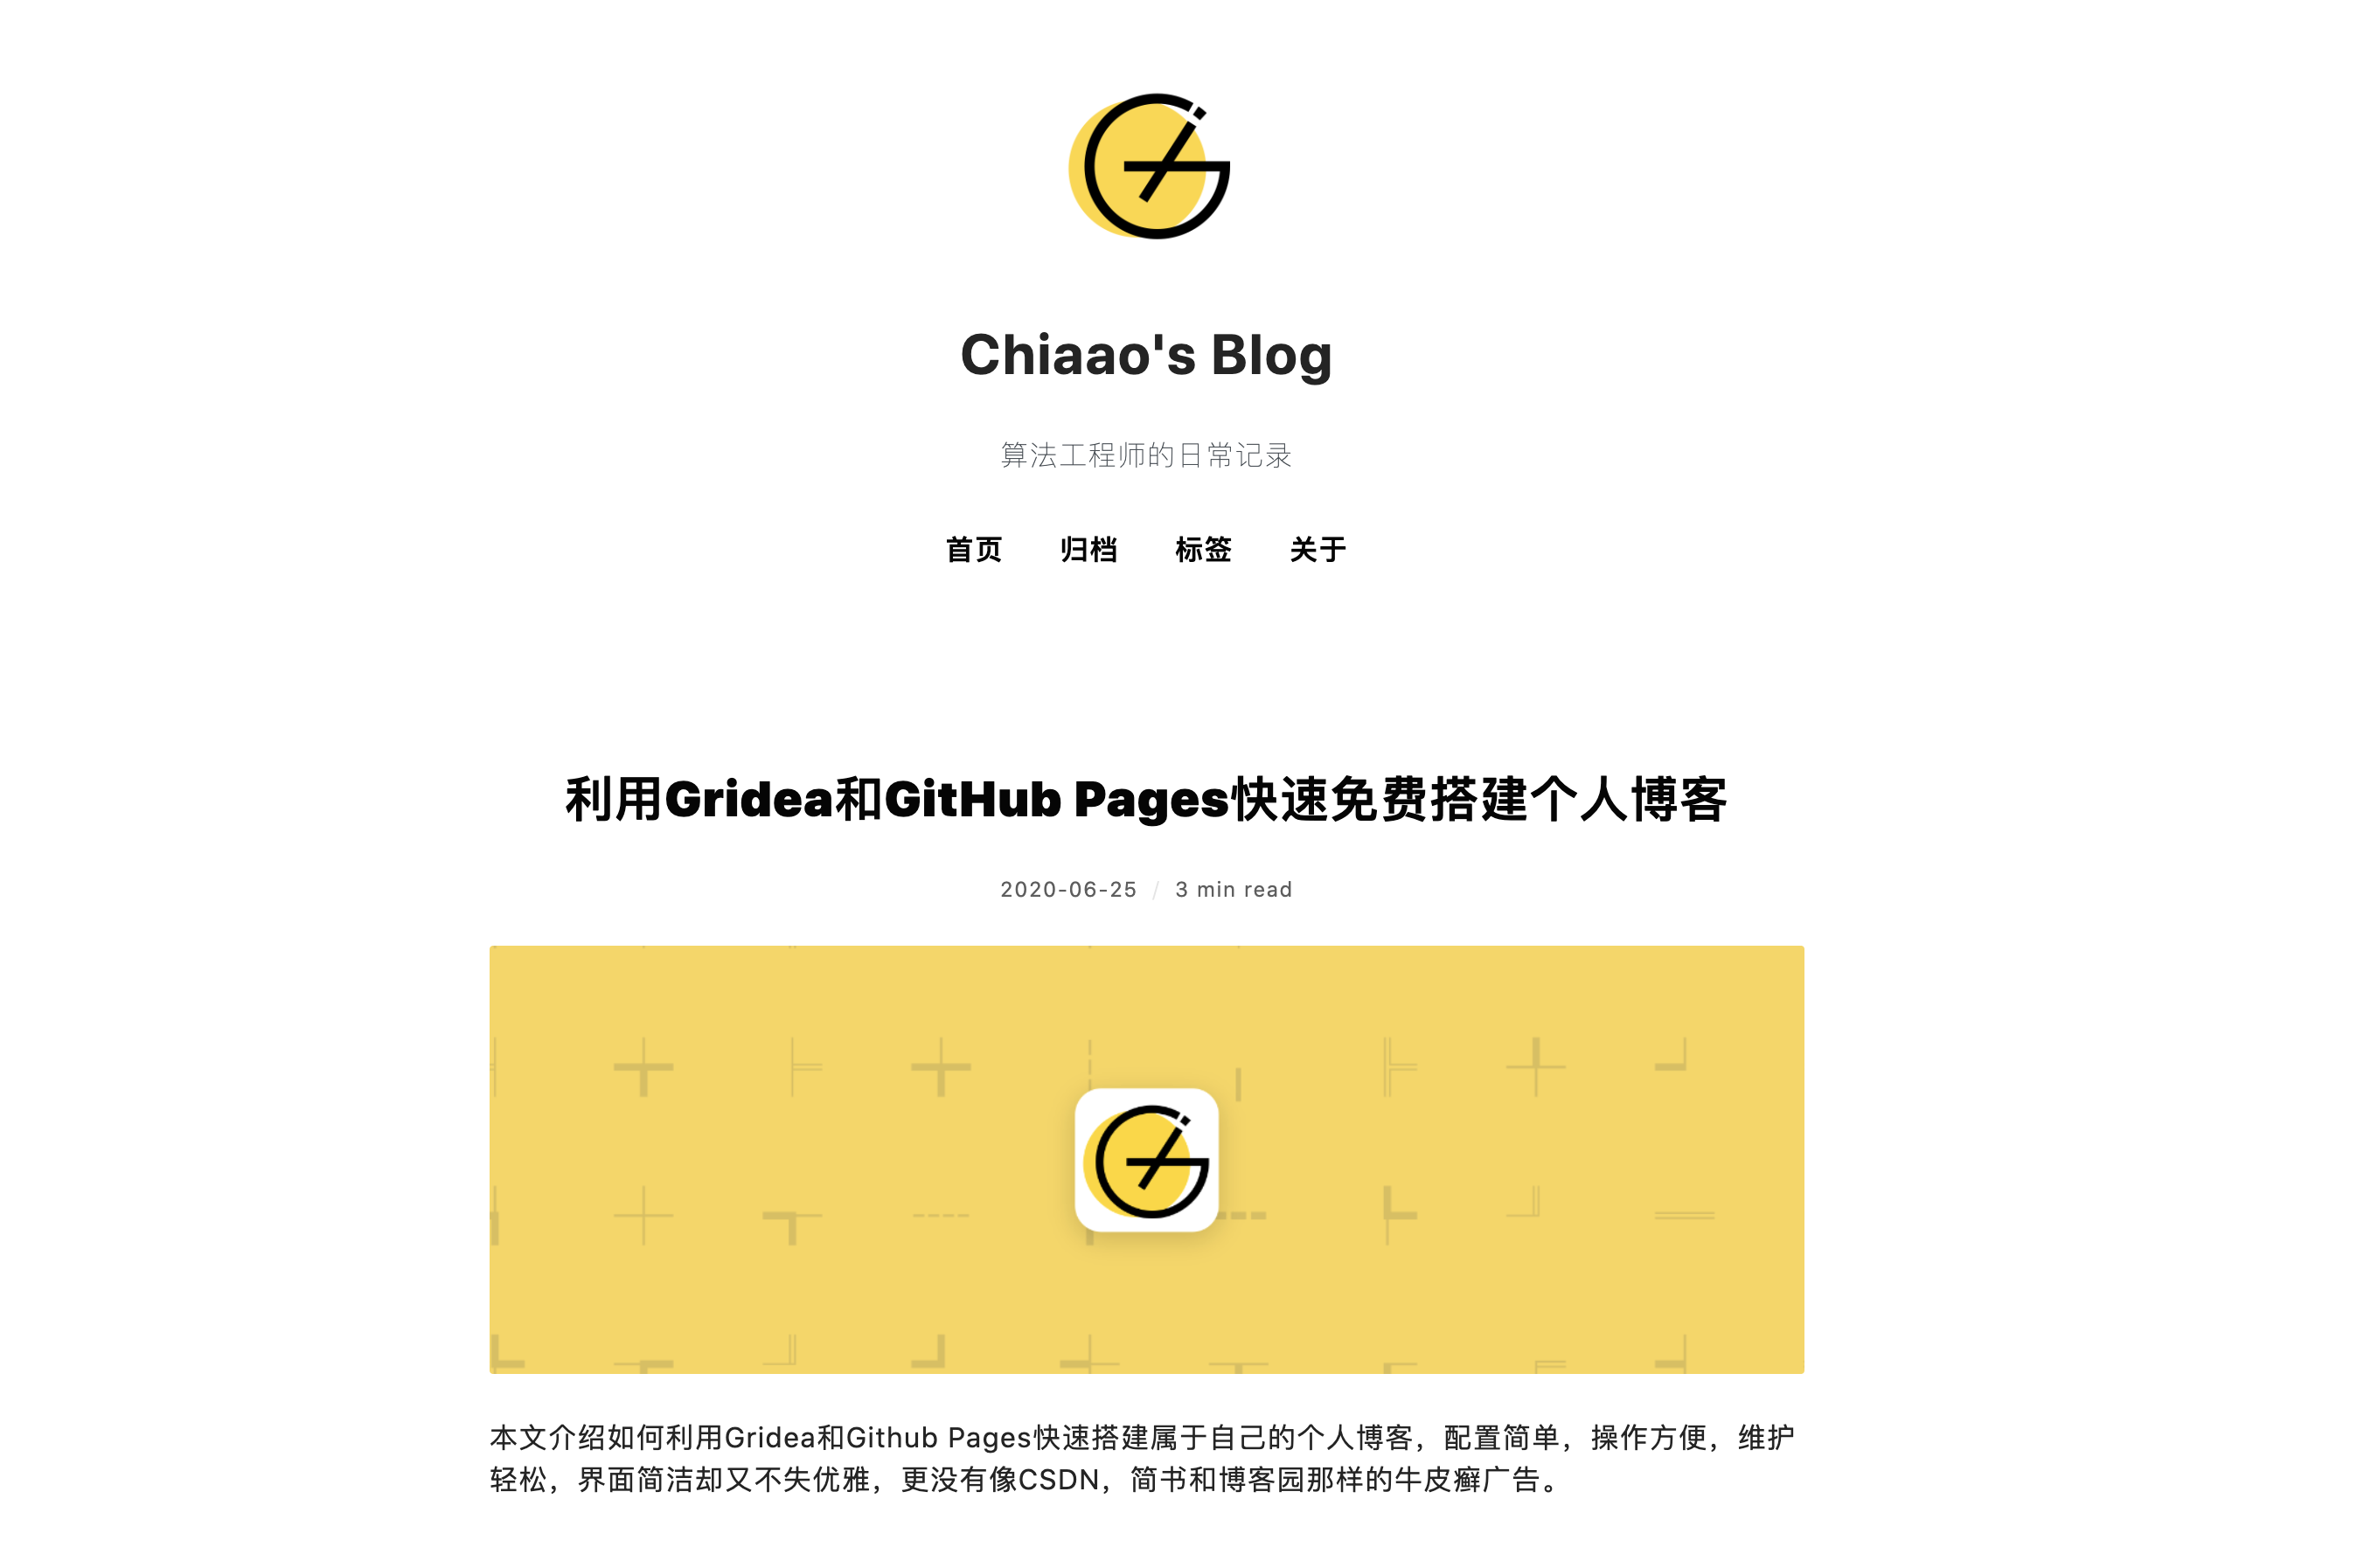 Chiaao's Blog
算法工程师的日常记录
首页 归档 标签 关于
利用Gridea和GitHub Pages快速免费搭建个人博客
2020-06-25 / 3 min read
本文介绍如何利用Gridea和Github Pages快速搭建属于自己的个人博客，配置简单，操作方便，维护
轻松，界面简洁却又不失优雅，更没有像CSDN，简书和博客园那样的牛皮癣广告。